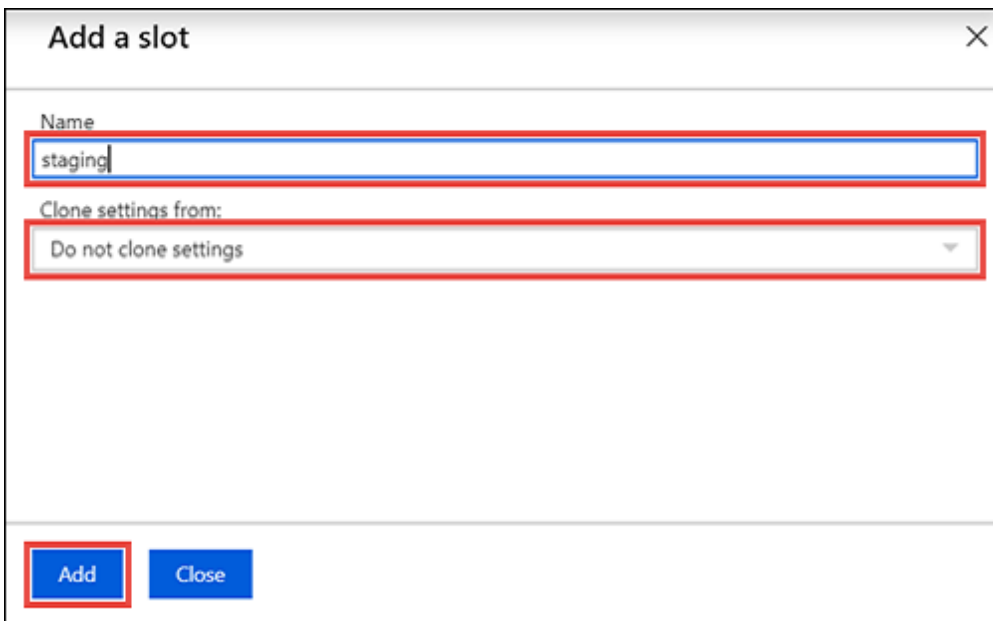 Add a slot
Name
staging
Clone settings from:
Do not clone settings
Add
Close